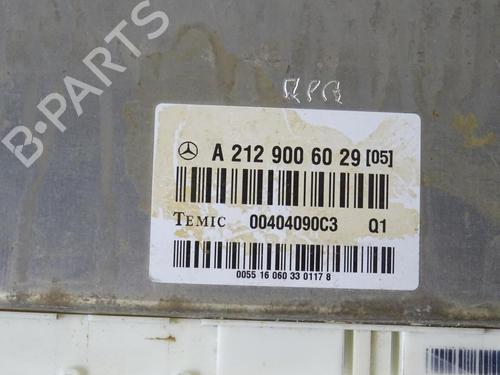 B-PARTS
A 212 900 60 29 [05]
TEMIC 00404090C3 Q1
0055 16 060 33 0117 8